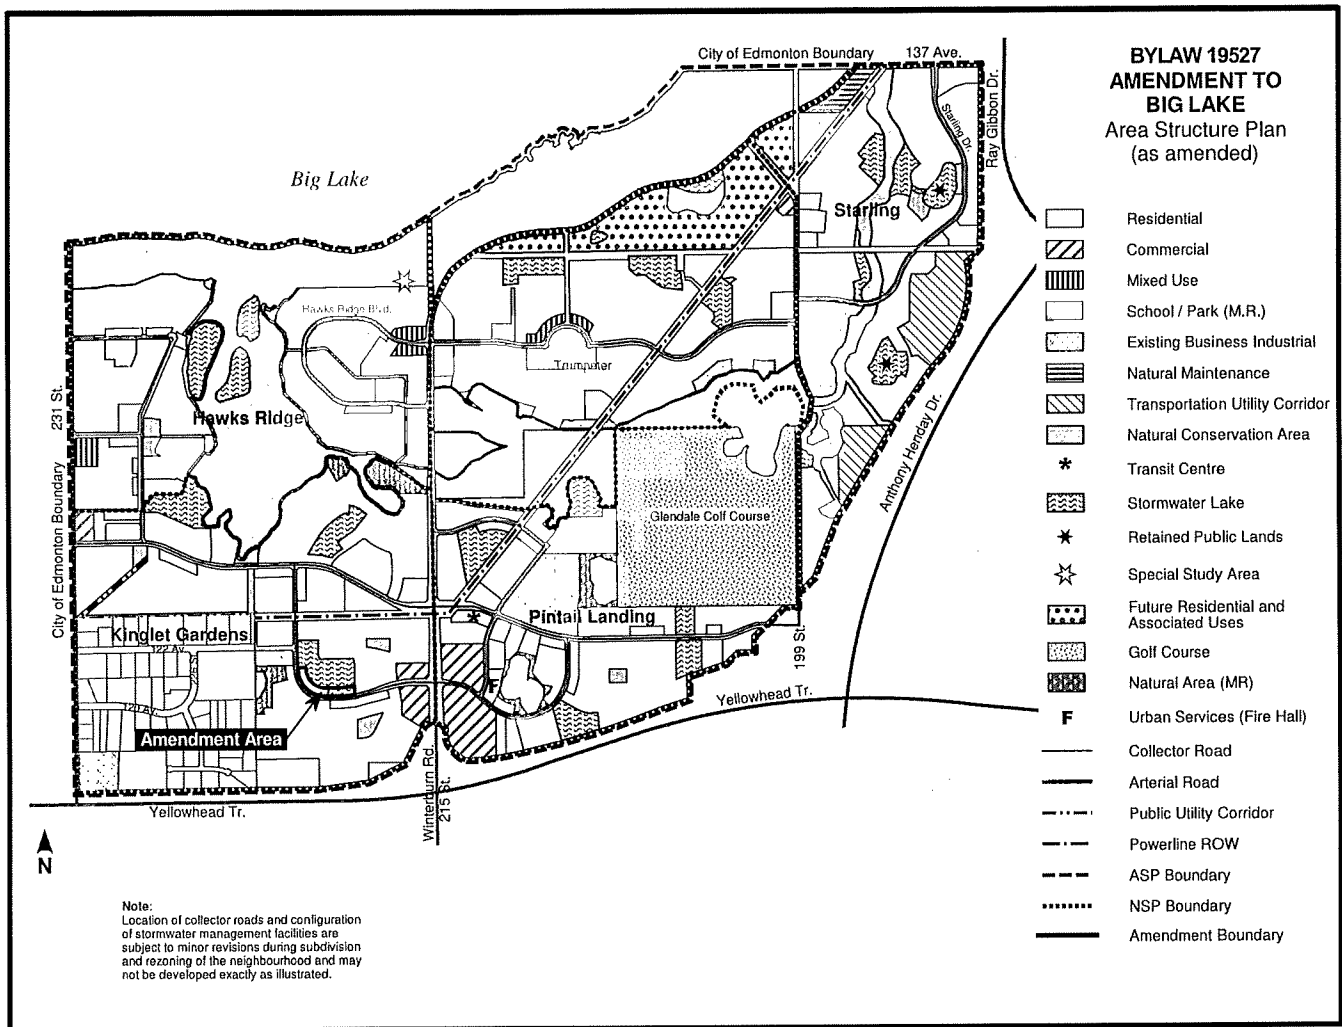 City of Edmonton Boundary
137 Ave.
BYLAW 19527
AMENDMENT TO
BIG LAKE
Area Structure Plan
(as amended)
Ray Gibbon Dr.
Starling Dr.
Big Lake
Starling
Hawks Ridge Blvd.
Trumpeter
231 St.
Hawks Ridge
City of Edmonton Boundary
Anthony Henday Dr.
Glendale Golf Course
Pintail Landing
Kinglet Gardens
122 Av
121 Av
199 St.
F
Yellowhead Tr.
Amendment Area
Winterburn Rd.
215 St.
Yellowhead Tr.
N
Residential
Commercial
Mixed Use
School / Park (M.R.)
Existing Business Industrial
Natural Maintenance
Transportation Utility Corridor
Natural Conservation Area
Transit Centre
Stormwater Lake
Retained Public Lands
Special Study Area
Future Residential and
Associated Uses
Golf Course
Natural Area (MR)
F Urban Services (Fire Hall)
Collector Road
Arterial Road
Public Utility Corridor
Powerline ROW
ASP Boundary
NSP Boundary
Amendment Boundary
Note:
Location of collector roads and configuration
of stormwater management facilities are
subject to minor revisions during subdivision
and rezoning of the neighbourhood and may
not be developed exactly as illustrated.